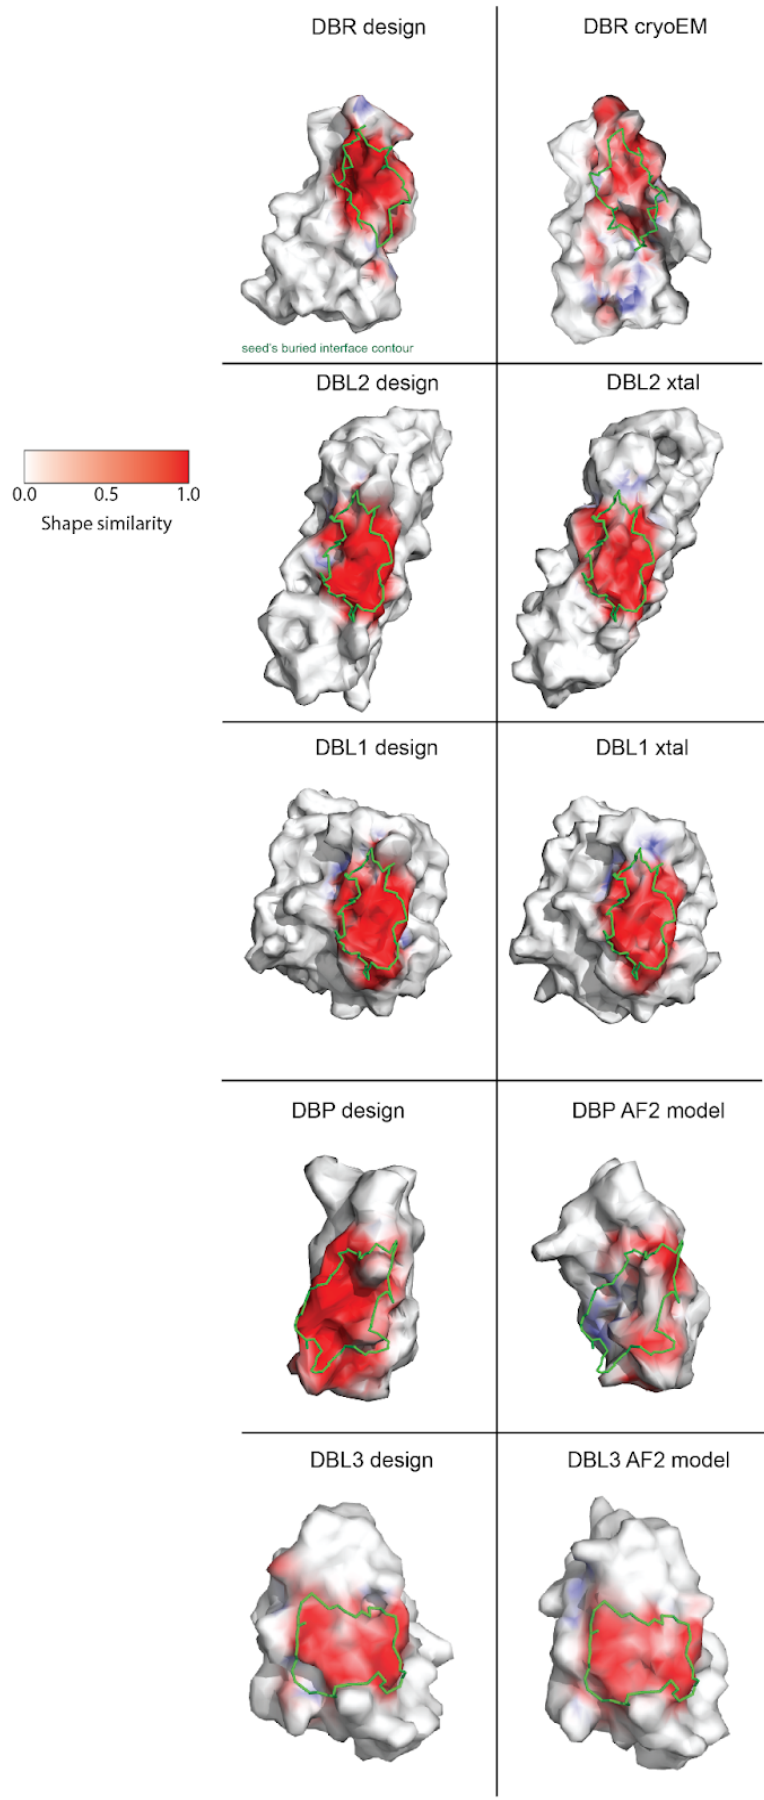 DBR design
DBR cryoEM
seed's buried interface contour
DBL2 design
DBL2 xtal
0.0 0.5 1.0
Shape similarity
DBL1 design
DBL1 xtal
DBP design
DBP AF2 model
DBL3 design
DBL3 AF2 model